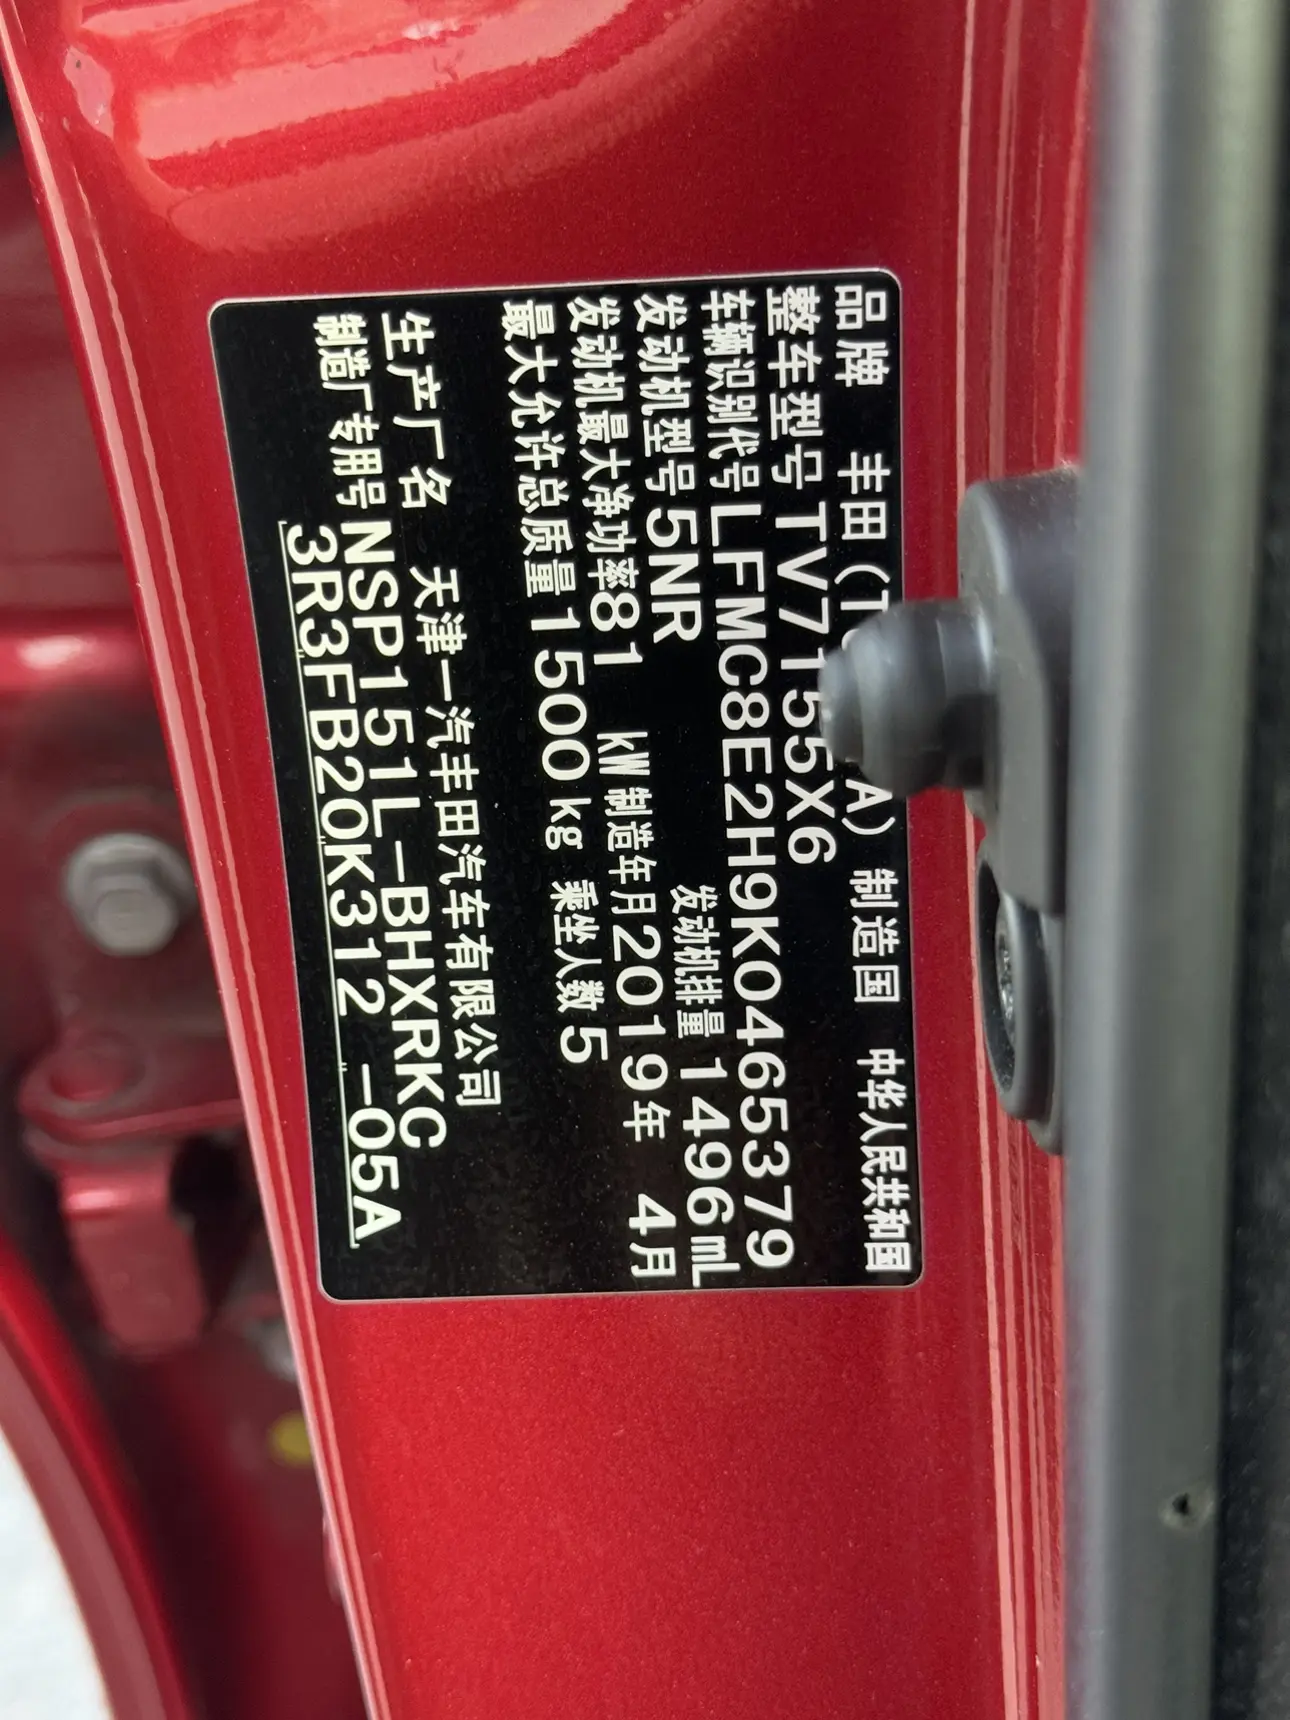 品牌 丰田(T A) 制造国 中华人民共和国
整车型号 TV7155X6
车辆识别代号 LFMC8E2H9K0465379
发动机型号 5NR 发动机排量 1496mL
发动机最大净功率81 kW 制造年月2019年 4月
最大允许总质量1500kg 乘坐人数5
生产厂名 天津一汽丰田汽车有限公司
制造厂专用号 NSP151L-BHXRKC
3R3FB20K312 -05A